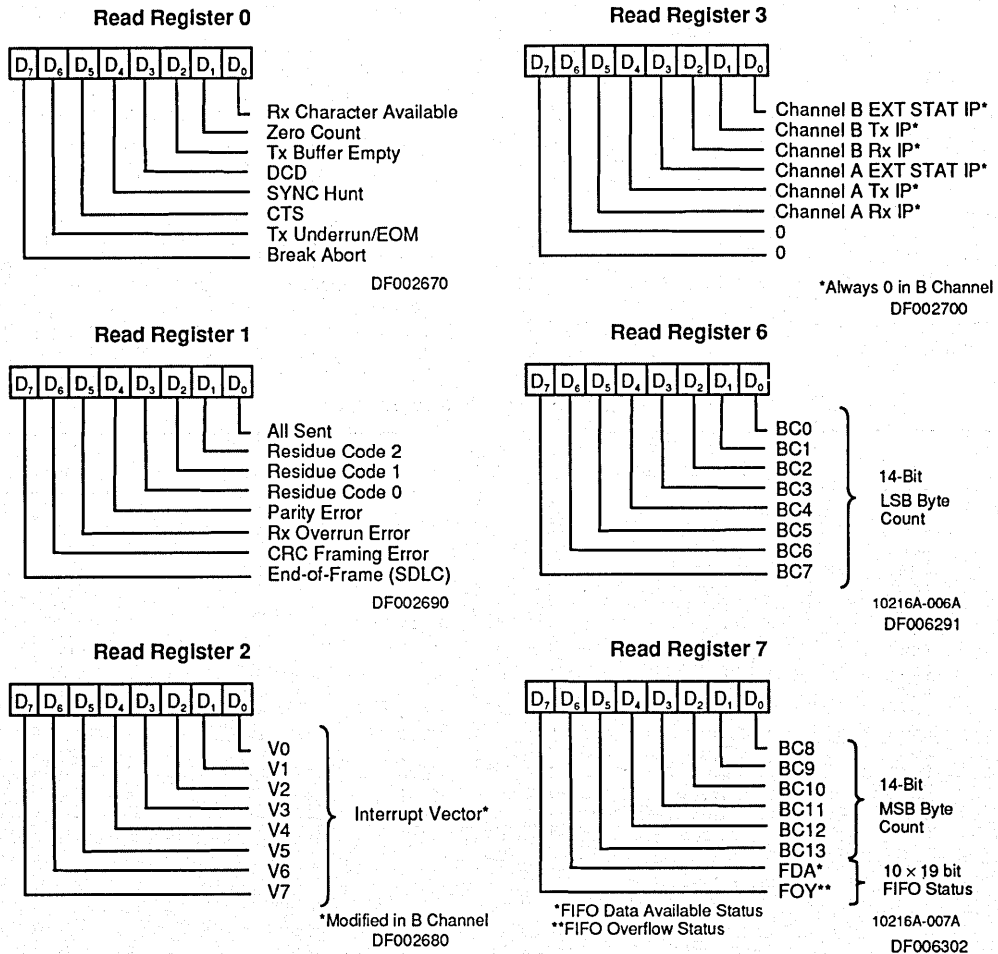 Read Register 0
D7 D6 D5 D4 D3 D2 D1 D0
Rx Character Available
Zero Count
Tx Buffer Empty
DCD
SYNC Hunt
CTS
Tx Underrun/EOM
Break Abort
DF002670
Read Register 1
D7 D6 D5 D4 D3 D2 D1 D0
All Sent
Residue Code 2
Residue Code 1
Residue Code 0
Parity Error
Rx Overrun Error
CRC Framing Error
End-of-Frame (SDLC)
DF002690
Read Register 2
D7 D6 D5 D4 D3 D2 D1 D0
V0
V1
V2
V3
V4
V5
V6
V7
Interrupt Vector*
*Modified in B Channel
DF002680
Read Register 3
D7 D6 D5 D4 D3 D2 D1 D0
Channel B EXT STAT IP*
Channel B Tx IP*
Channel B Rx IP*
Channel A EXT STAT IP*
Channel A Tx IP*
Channel A Rx IP*
0
0
*Always 0 in B Channel
DF002700
Read Register 6
D7 D6 D5 D4 D3 D2 D1 D0
BC0
BC1
BC2
BC3
BC4
BC5
BC6
BC7
14-Bit
LSB Byte
Count
10216A-006A
DF006291
Read Register 7
D7 D6 D5 D4 D3 D2 D1 D0
BC8
BC9
BC10
BC11
BC12
BC13
FDA*
FOY**
14-Bit
MSB Byte
Count
10 × 19 bit
FIFO Status
*FIFO Data Available Status
**FIFO Overflow Status
10216A-007A
DF006302